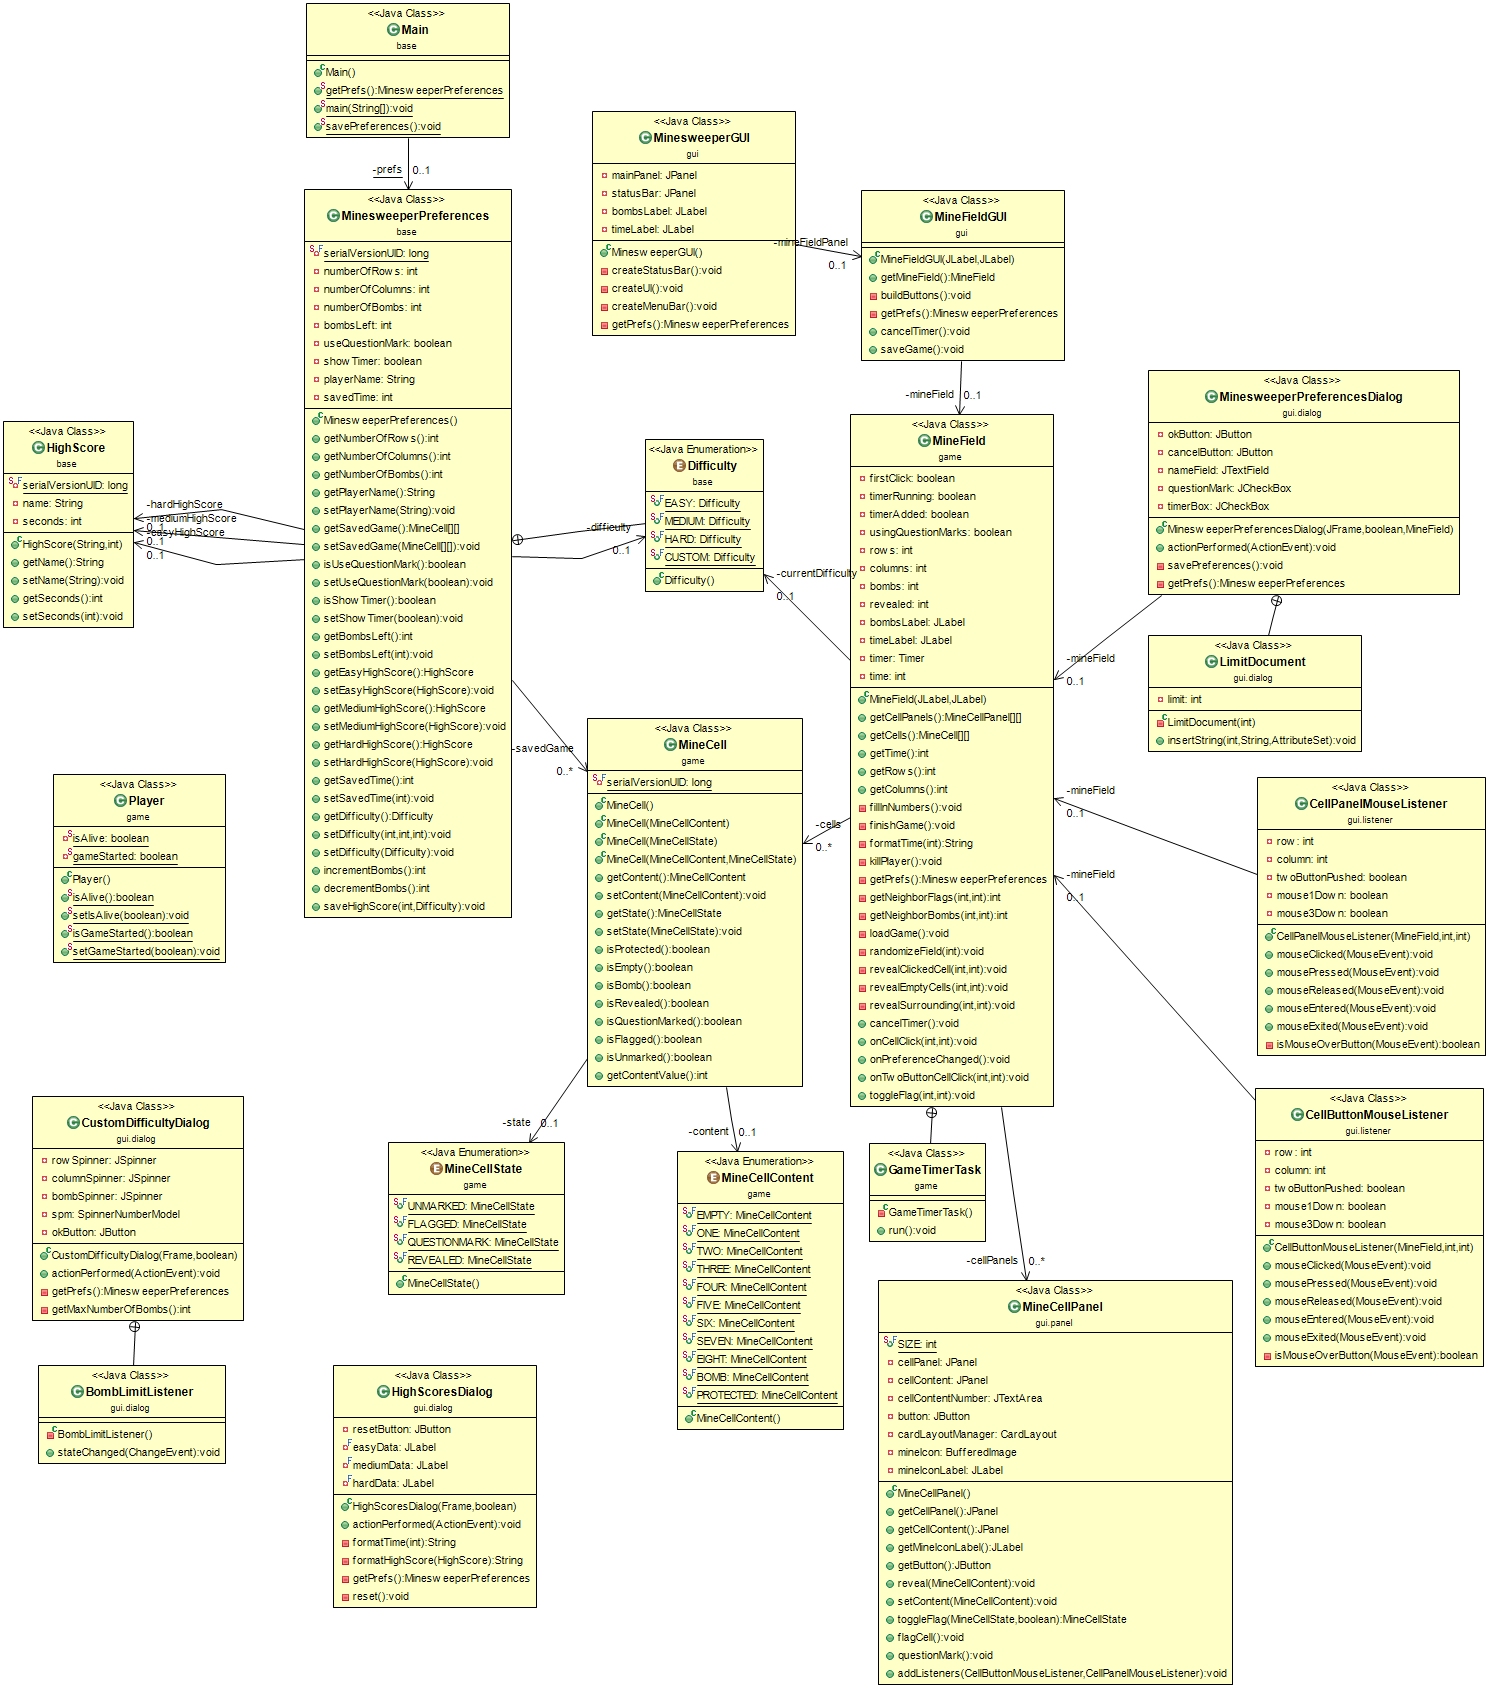 <<Java Class>>
Main
base
Main()
getPrefs():MinesweeperPreferences
main(String[]):void
savePreferences():void
-prefs
0..1
<<Java Class>>
MinesweeperPreferences
base
serialVersionUID: long
numberOfRows: int
numberOfColumns: int
numberOfBombs: int
bombsLeft: int
useQuestionMark: boolean
showTimer: boolean
playerName: String
savedTime: int
MinesweeperPreferences()
getNumberOfRows():int
getNumberOfColumns():int
getNumberOfBombs():int
getPlayerName():String
setPlayerName(String):void
getSavedGame():MineCell[][]
setSavedGame(MineCell[][]):void
isUseQuestionMark():boolean
setUseQuestionMark(boolean):void
isShowTimer():boolean
setShowTimer(boolean):void
getBombsLeft():int
setBombsLeft(int):void
getEasyHighScore():HighScore
setEasyHighScore(HighScore):void
getMediumHighScore():HighScore
setMediumHighScore(HighScore):void
getHardHighScore():HighScore
setHardHighScore(HighScore):void
getSavedTime():int
setSavedTime(int):void
getDifficulty():Difficulty
setDifficulty(int,int,int):void
setDifficulty(Difficulty):void
incrementBombs():int
decrementBombs():int
saveHighScore(int,Difficulty):void
<<Java Class>>
HighScore
base
serialVersionUID: long
name: String
seconds: int
HighScore(String,int)
getName():String
setName(String):void
getSeconds():int
setSeconds(int):void
-hardHighScore
0..1
-mediumHighScore
0..1
-easyHighScore
0..1
<<Java Class>>
MinesweeperGUI
gui
mainPanel: JPanel
statusBar: JPanel
bombsLabel: JLabel
timeLabel: JLabel
MinesweeperGUI()
createStatusBar():void
createUI():void
createMenuBar():void
getPrefs():MinesweeperPreferences
-mineFieldPanel
0..1
<<Java Class>>
MineFieldGUI
gui
MineFieldGUI(JLabel,JLabel)
getMineField():MineField
buildButtons():void
getPrefs():MinesweeperPreferences
cancelTimer():void
saveGame():void
-mineField
0..1
<<Java Enumeration>>
Difficulty
base
EASY: Difficulty
MEDIUM: Difficulty
HARD: Difficulty
CUSTOM: Difficulty
Difficulty()
-difficulty
0..1
-currentDifficulty
0..1
<<Java Class>>
MineField
game
firstClick: boolean
timerRunning: boolean
timerAdded: boolean
usingQuestionMarks: boolean
rows: int
columns: int
bombs: int
revealed: int
bombsLabel: JLabel
timeLabel: JLabel
timer: Timer
time: int
MineField(JLabel,JLabel)
getCellPanels():MineCellPanel[][]
getCells():MineCell[][]
getTime():int
getRows():int
getColumns():int
fillInNumbers():void
finishGame():void
formatTime(int):String
killPlayer():void
getPrefs():MinesweeperPreferences
getNeighborFlags(int,int):int
getNeighborBombs(int,int):int
loadGame():void
randomizeField(int):void
revealClickedCell(int,int):void
revealEmptyCells(int,int):void
revealSurrounding(int,int):void
cancelTimer():void
onCellClick(int,int):void
onPreferenceChanged():void
onTwoButtonCellClick(int,int):void
toggleFlag(int,int):void
<<Java Class>>
MinesweeperPreferencesDialog
gui.dialog
okButton: JButton
cancelButton: JButton
nameField: JTextField
questionMark: JCheckBox
timerBox: JCheckBox
MinesweeperPreferencesDialog(JFrame,boolean,MineField)
actionPerformed(ActionEvent):void
savePreferences():void
getPrefs():MinesweeperPreferences
-mineField
0..1
<<Java Class>>
LimitDocument
gui.dialog
limit: int
LimitDocument(int)
insertString(int,String,AttributeSet):void
<<Java Class>>
MineCell
game
serialVersionUID: long
MineCell()
MineCell(MineCellContent)
MineCell(MineCellState)
MineCell(MineCellContent,MineCellState)
getContent():MineCellContent
setContent(MineCellContent):void
getState():MineCellState
setState(MineCellState):void
isProtected():boolean
isEmpty():boolean
isBomb():boolean
isRevealed():boolean
isQuestionMarked():boolean
isFlagged():boolean
isUnmarked():boolean
getContentValue():int
-savedGame
0..*
-cells
0..*
<<Java Class>>
Player
game
isAlive: boolean
gameStarted: boolean
Player()
isAlive():boolean
setIsAlive(boolean):void
isGameStarted():boolean
setGameStarted(boolean):void
<<Java Class>>
CellPanelMouseListener
gui.listener
row: int
column: int
twoButtonPushed: boolean
mouse1Down: boolean
mouse3Down: boolean
CellPanelMouseListener(MineField,int,int)
mouseClicked(MouseEvent):void
mousePressed(MouseEvent):void
mouseReleased(MouseEvent):void
mouseEntered(MouseEvent):void
mouseExited(MouseEvent):void
isMouseOverButton(MouseEvent):boolean
-mineField
0..1
-mineField
0..1
<<Java Class>>
CellButtonMouseListener
gui.listener
row: int
column: int
twoButtonPushed: boolean
mouse1Down: boolean
mouse3Down: boolean
CellButtonMouseListener(MineField,int,int)
mouseClicked(MouseEvent):void
mousePressed(MouseEvent):void
mouseReleased(MouseEvent):void
mouseEntered(MouseEvent):void
mouseExited(MouseEvent):void
isMouseOverButton(MouseEvent):boolean
<<Java Class>>
CustomDifficultyDialog
gui.dialog
rowSpinner: JSpinner
columnSpinner: JSpinner
bombSpinner: JSpinner
spm: SpinnerNumberModel
okButton: JButton
CustomDifficultyDialog(Frame,boolean)
actionPerformed(ActionEvent):void
getPrefs():MinesweeperPreferences
getMaxNumberOfBombs():int
<<Java Class>>
BombLimitListener
gui.dialog
BombLimitListener()
stateChanged(ChangeEvent):void
-state
0..1
<<Java Enumeration>>
MineCellState
game
UNMARKED: MineCellState
FLAGGED: MineCellState
QUESTIONMARK: MineCellState
REVEALED: MineCellState
MineCellState()
-content
0..1
<<Java Enumeration>>
MineCellContent
game
EMPTY: MineCellContent
ONE: MineCellContent
TWO: MineCellContent
THREE: MineCellContent
FOUR: MineCellContent
FIVE: MineCellContent
SIX: MineCellContent
SEVEN: MineCellContent
EIGHT: MineCellContent
BOMB: MineCellContent
PROTECTED: MineCellContent
MineCellContent()
<<Java Class>>
GameTimerTask
game
GameTimerTask()
run():void
-cellPanels
0..*
<<Java Class>>
HighScoresDialog
gui.dialog
resetButton: JButton
easyData: JLabel
mediumData: JLabel
hardData: JLabel
HighScoresDialog(Frame,boolean)
actionPerformed(ActionEvent):void
formatTime(int):String
formatHighScore(HighScore):String
getPrefs():MinesweeperPreferences
reset():void
<<Java Class>>
MineCellPanel
gui.panel
SIZE: int
cellPanel: JPanel
cellContent: JPanel
cellContentNumber: JTextArea
button: JButton
cardLayoutManager: CardLayout
mineIcon: BufferedImage
mineIconLabel: JLabel
MineCellPanel()
getCellPanel():JPanel
getCellContent():JPanel
getMineIconLabel():JLabel
getButton():JButton
reveal(MineCellContent):void
setContent(MineCellContent):void
toggleFlag(MineCellState,boolean):MineCellState
flagCell():void
questionMark():void
addListeners(CellButtonMouseListener,CellPanelMouseListener):void